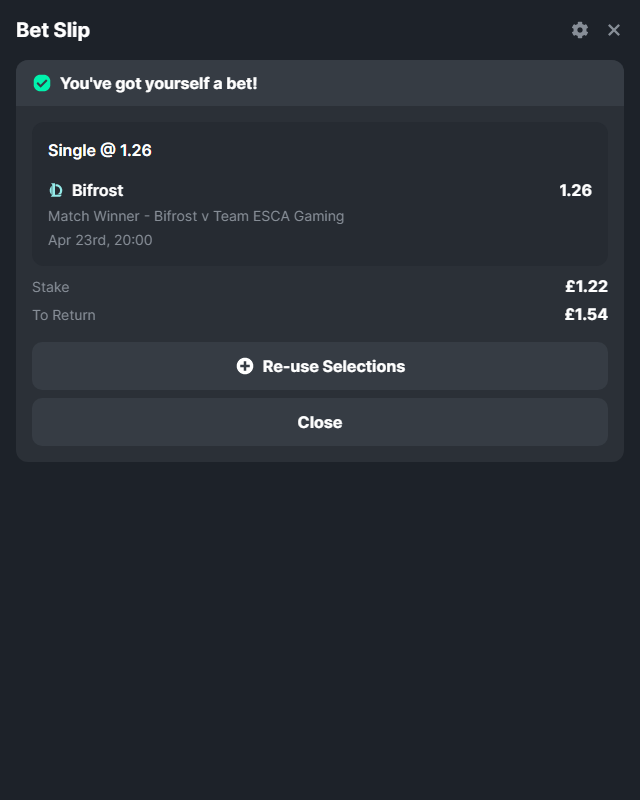 Bet Slip
You've got yourself a bet!
Single @ 1.26
Bifrost 1.26
Match Winner - Bifrost v Team ESCA Gaming
Apr 23rd, 20:00
Stake £1.22
To Return £1.54
Re-use Selections
Close